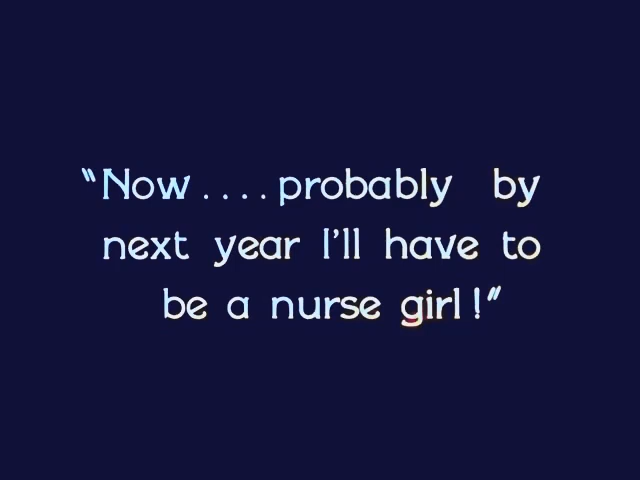 “Now....probably by
next year I'll have to
be a nurse girl!”